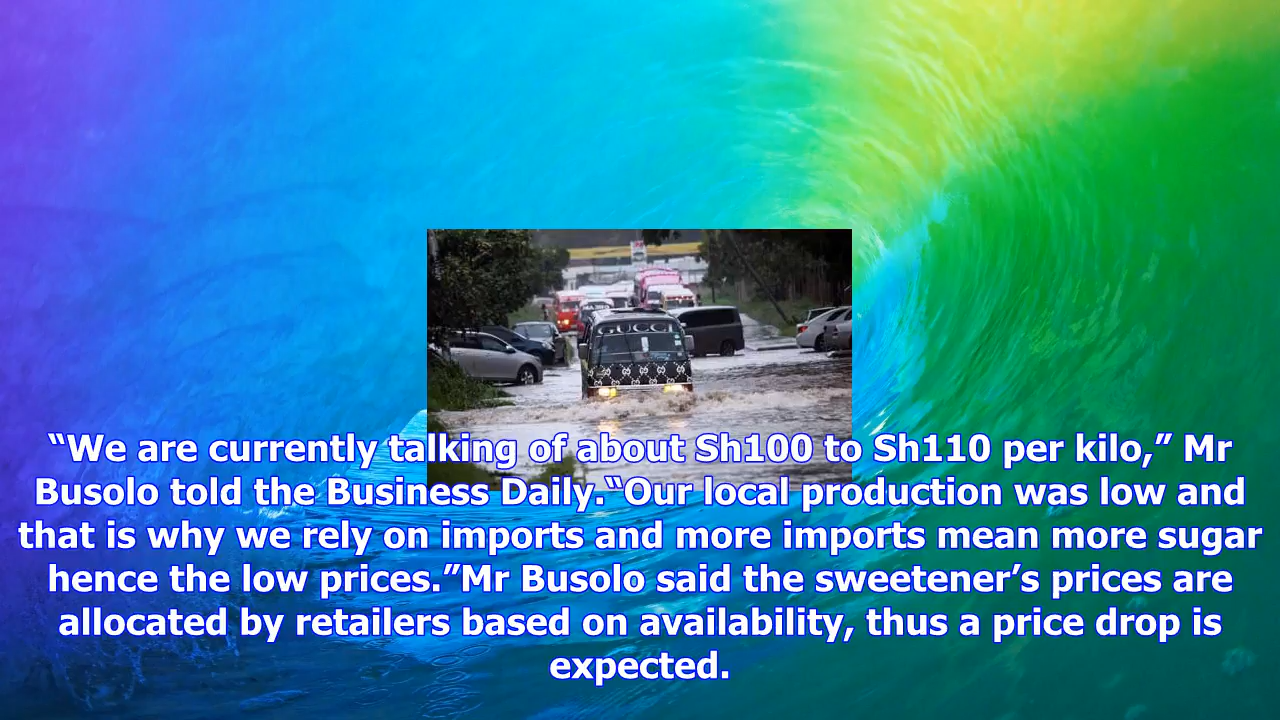 GUCCI
“We are currently talking of about Sh100 to Sh110 per kilo,” Mr
Busolo told the Business Daily.“Our local production was low and
that is why we rely on imports and more imports mean more sugar
hence the low prices.”Mr Busolo said the sweetener’s prices are
allocated by retailers based on availability, thus a price drop is
expected.